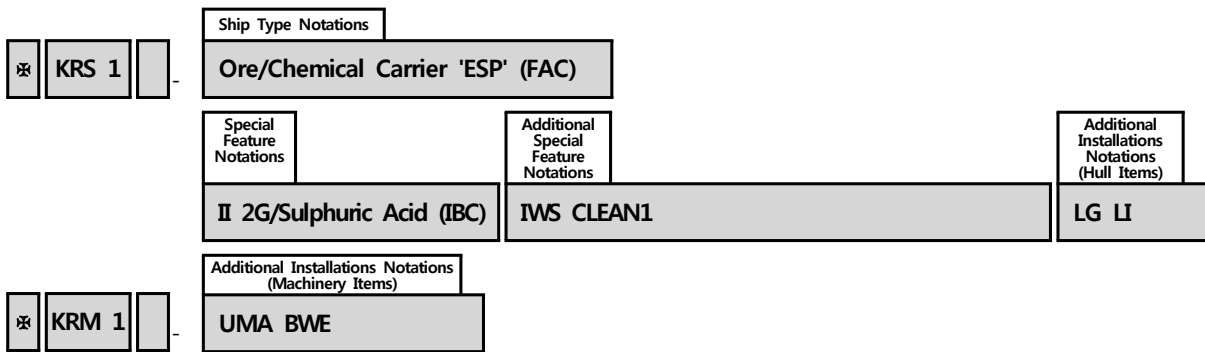 Ship Type Notations
✠ KRS 1 - Ore/Chemical Carrier 'ESP' (FAC)
Special
Feature
Notations
Additional
Special
Feature
Notations
Additional
Installations
Notations
(Hull Items)
II 2G/Sulphuric Acid (IBC) IWS CLEAN1 LG LI
Additional Installations Notations
(Machinery Items)
✠ KRM 1 - UMA BWE